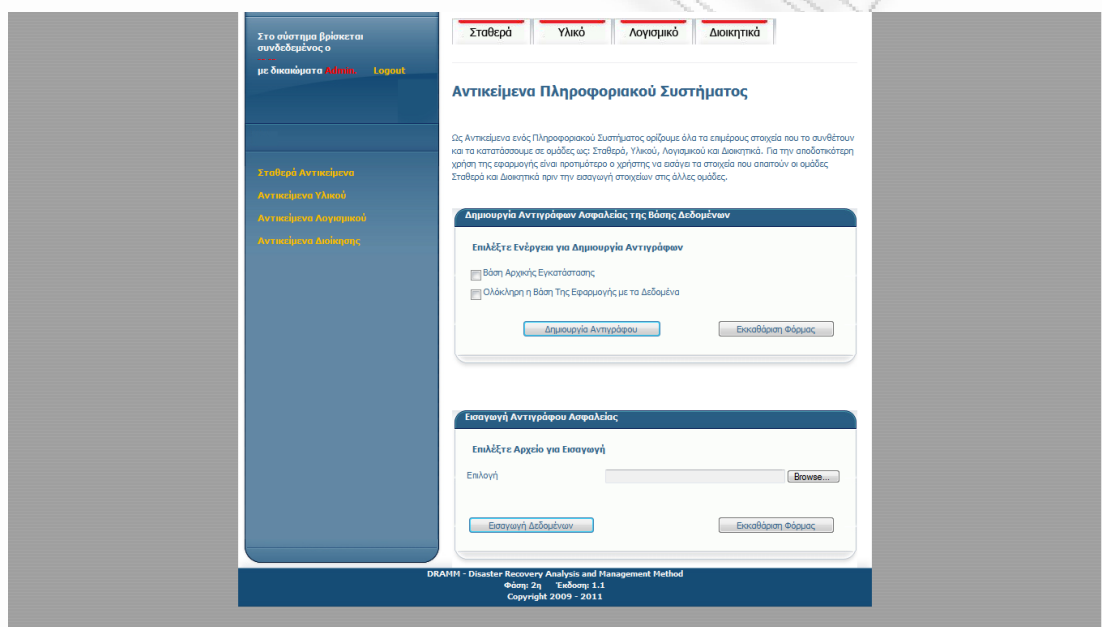 Στο σύστημα βρίσκεται
συνδεδεμένος ο
με δικαιώματα Admin. Logout
Σταθερά Αντικείμενα
Αντικείμενα Υλικού
Αντικείμενα Λογισμικού
Αντικείμενα Διοίκησης
Σταθερά Υλικό Λογισμικό Διοικητικά
Αντικείμενα Πληροφοριακού Συστήματος
Ως Αντικείμενα ενός Πληροφοριακού Συστήματος ορίζουμε όλα τα επιμέρους στοιχεία που το συνθέτουν
και τα κατατάσσουμε σε ομάδες ως: Σταθερά, Υλικού, Λογισμικού και Διοικητικά. Για την αποδοτικότερη
χρήση της εφαρμογής είναι προτιμότερο ο χρήστης να εισάγει τα στοιχεία που απαιτούν οι ομάδες
Σταθερά και Διοικητικά πριν την εισαγωγή στοιχείων στις άλλες ομάδες.
Δημιουργία Αντιγράφων Ασφαλείας της Βάσης Δεδομένων
Επιλέξτε Ενέργεια για Δημιουργία Αντιγράφων
Βάση Αρχικής Εγκατάστασης
Ολόκληρη η Βάση Της Εφαρμογής με τα Δεδομένα
Δημιουργία Αντιγράφου Εκκαθάριση Φόρμας
Εισαγωγή Αντιγράφου Ασφαλείας
Επιλέξτε Αρχείο για Εισαγωγή
Επιλογή Browse...
Εισαγωγή Δεδομένων Εκκαθάριση Φόρμας
DRAMM - Disaster Recovery Analysis and Management Method
Φάση: 2η Έκδοση: 1.1
Copyright 2009 - 2011